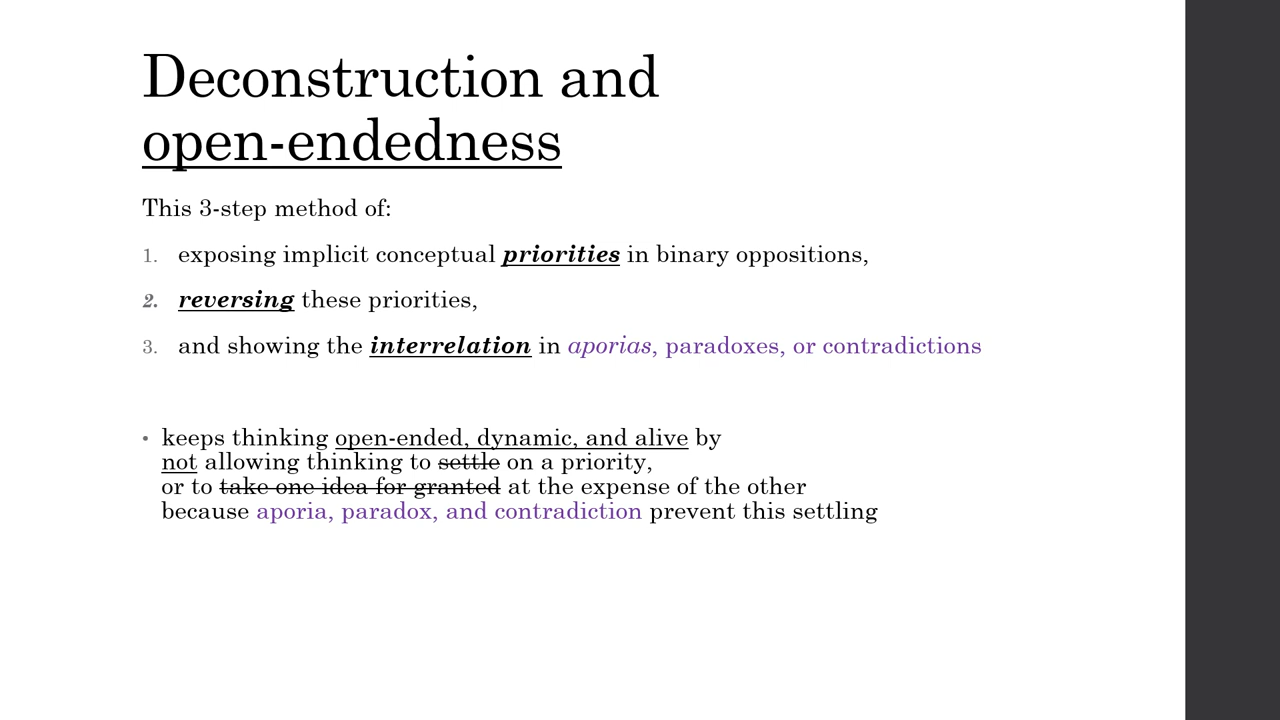 Deconstruction and
open-endedness
This 3-step method of:
1. exposing implicit conceptual priorities in binary oppositions,
2. reversing these priorities,
3. and showing the interrelation in aporias, paradoxes, or contradictions
• keeps thinking open-ended, dynamic, and alive by
not allowing thinking to settle on a priority,
or to take one idea for granted at the expense of the other
because aporia, paradox, and contradiction prevent this settling